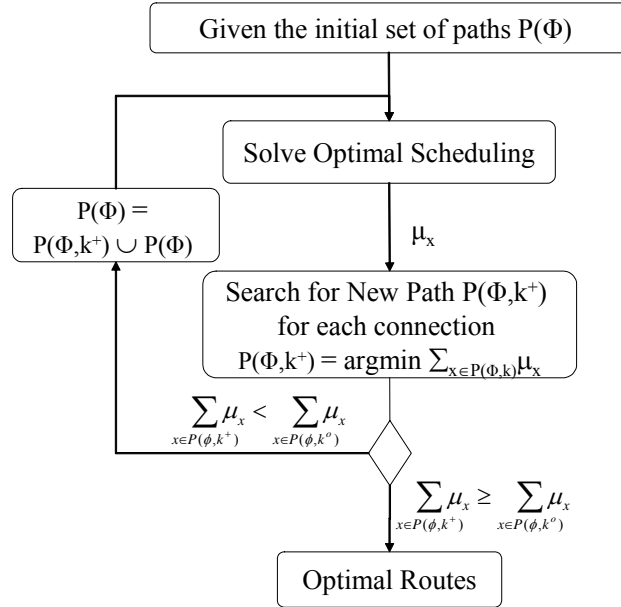 Given the initial set of paths P(Φ)
Solve Optimal Scheduling
P(Φ) =
P(Φ,k⁺) ∪ P(Φ)
μₓ
Search for New Path P(Φ,k⁺)
for each connection
P(Φ,k⁺) = argmin ∑ₓ∈P(Φ,k)μₓ
∑ μₓ < ∑ μₓ
x∈P(ϕ,k⁺) x∈P(ϕ,kᵒ)
∑ μₓ ≥ ∑ μₓ
x∈P(ϕ,k⁺) x∈P(ϕ,kᵒ)
Optimal Routes